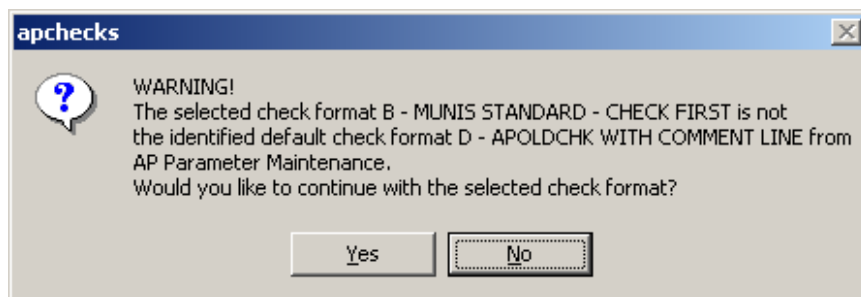 apchecks
WARNING!
The selected check format B - MUNIS STANDARD - CHECK FIRST is not
the identified default check format D - APOLDCHK WITH COMMENT LINE from
AP Parameter Maintenance.
Would you like to continue with the selected check format?
Yes
No